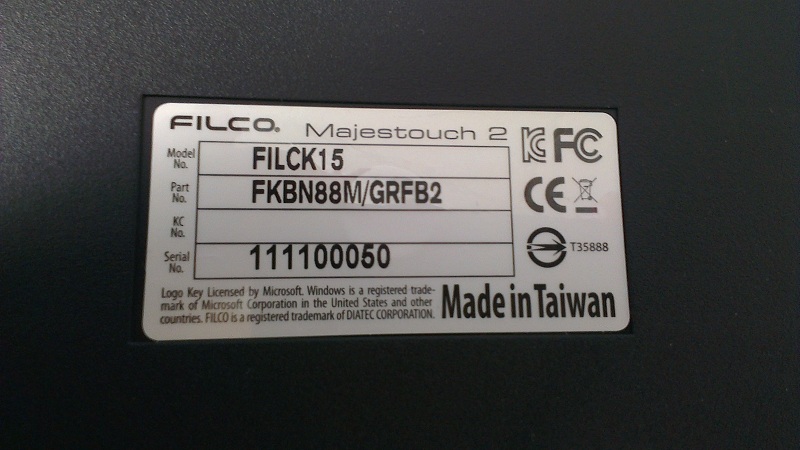 FILCO® Majestouch 2
Model No. FILCK15
Part No. FKBN88M/GRFB2
KC No.
Serial No. 111100050
KC FC
CE
T35888
Logo Key Licensed by Microsoft. Windows is a registered trade-
mark of Microsoft Corporation in the United States and other
countries. FILCO is a registered trademark of DIATEC CORPORATION.
Made in Taiwan